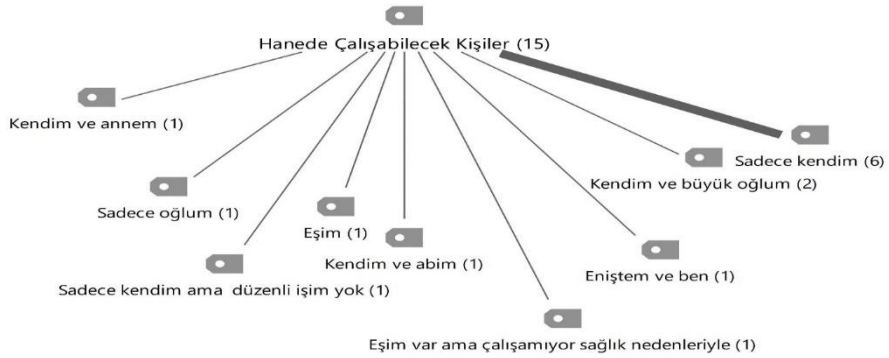 Hanede Çalışabilecek Kişiler (15)
Kendim ve annem (1)
Sadece kendim (6)
Kendim ve büyük oğlum (2)
Sadece oğlum (1)
Eşim (1)
Kendim ve abim (1)
Eniştem ve ben (1)
Sadece kendim ama düzenli işim yok (1)
Eşim var ama çalışamıyor sağlık nedenleriyle (1)